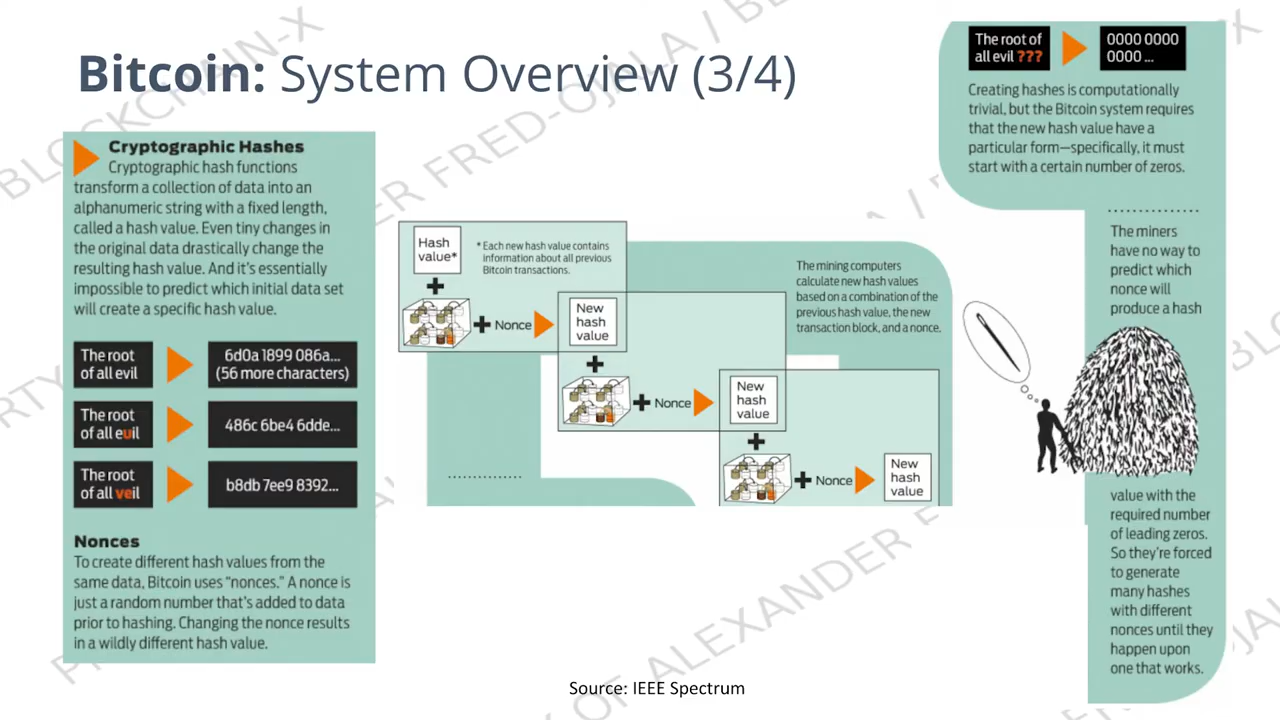 Bitcoin: System Overview (3/4)
Cryptographic Hashes
Cryptographic hash functions
transform a collection of data into an
alphanumeric string with a fixed length,
called a hash value. Even tiny changes in
the original data drastically change the
resulting hash value. And it's essentially
impossible to predict which initial data set
will create a specific hash value.
The root
of all evil
6d0a 1899 086a...
(56 more characters)
The root
of all euil
486c 6be4 6dde...
The root
of all veil
b8db 7ee9 8392...
Nonces
To create different hash values from the
same data, Bitcoin uses “nonces.” A nonce is
just a random number that's added to data
prior to hashing. Changing the nonce results
in a wildly different hash value.
Hash
value*
* Each new hash value contains
information about all previous
Bitcoin transactions.
+
+ Nonce
New
hash
value
The mining computers
calculate new hash values
based on a combination of the
previous hash value, the new
transaction block, and a nonce.
+
+ Nonce
New
hash
value
+
+ Nonce
New
hash
value
The root of
all evil ???
0000 0000
0000 ...
Creating hashes is computationally
trivial, but the Bitcoin system requires
that the new hash value have a
particular form—specifically, it must
start with a certain number of zeros.
The miners
have no way to
predict which
nonce will
produce a hash
value with the
required number
of leading zeros.
So they're forced
to generate
many hashes
with different
nonces until they
happen upon
one that works.
Source: IEEE Spectrum
BLOCKCHAIN-X
FRED-OJALA /
OF ALEXANDER